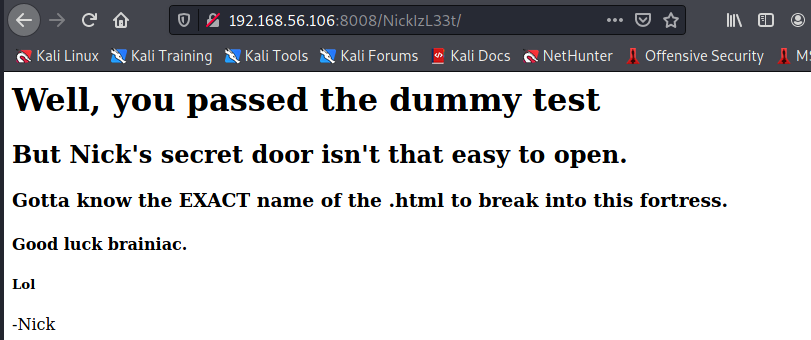 192.168.56.106:8008/NickIzL33t/
Kali Linux Kali Training Kali Tools Kali Forums Kali Docs NetHunter Offensive Security MS
Well, you passed the dummy test
But Nick's secret door isn't that easy to open.
Gotta know the EXACT name of the .html to break into this fortress.
Good luck brainiac.
Lol
-Nick